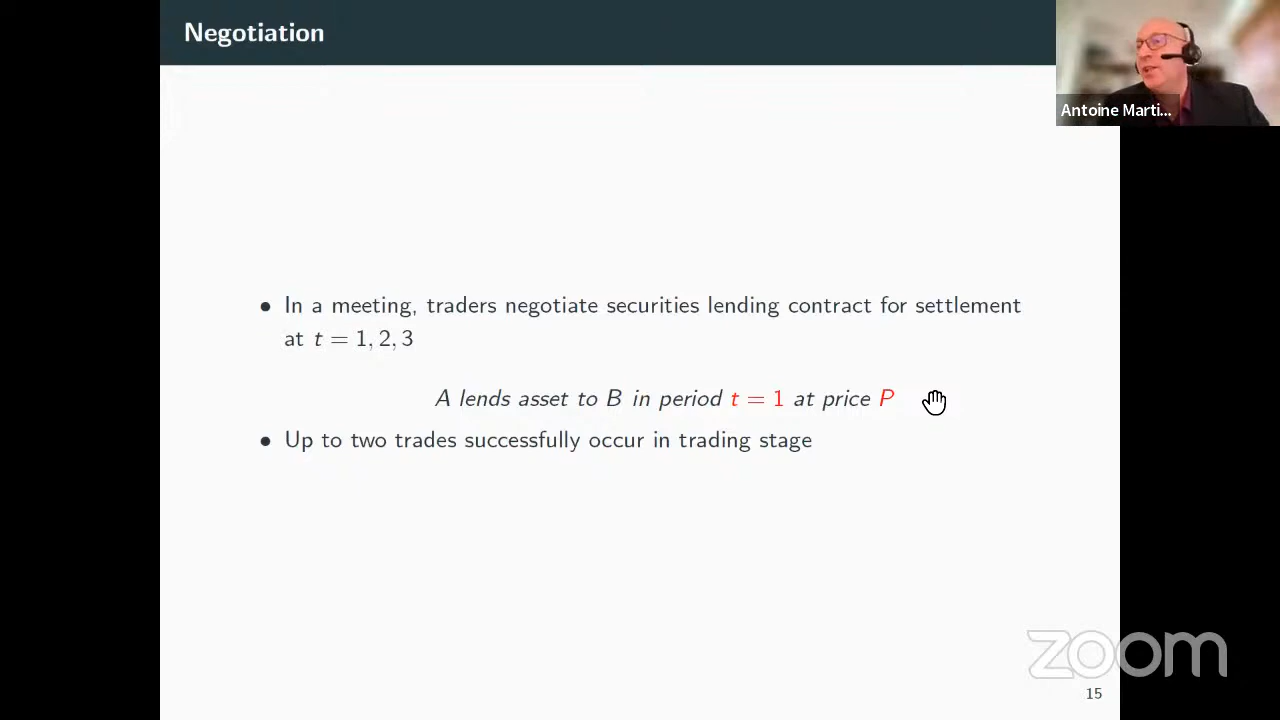 Negotiation
Antoine Marti...
• In a meeting, traders negotiate securities lending contract for settlement
at t = 1, 2, 3
A lends asset to B in period t = 1 at price P
• Up to two trades successfully occur in trading stage
zoom
15